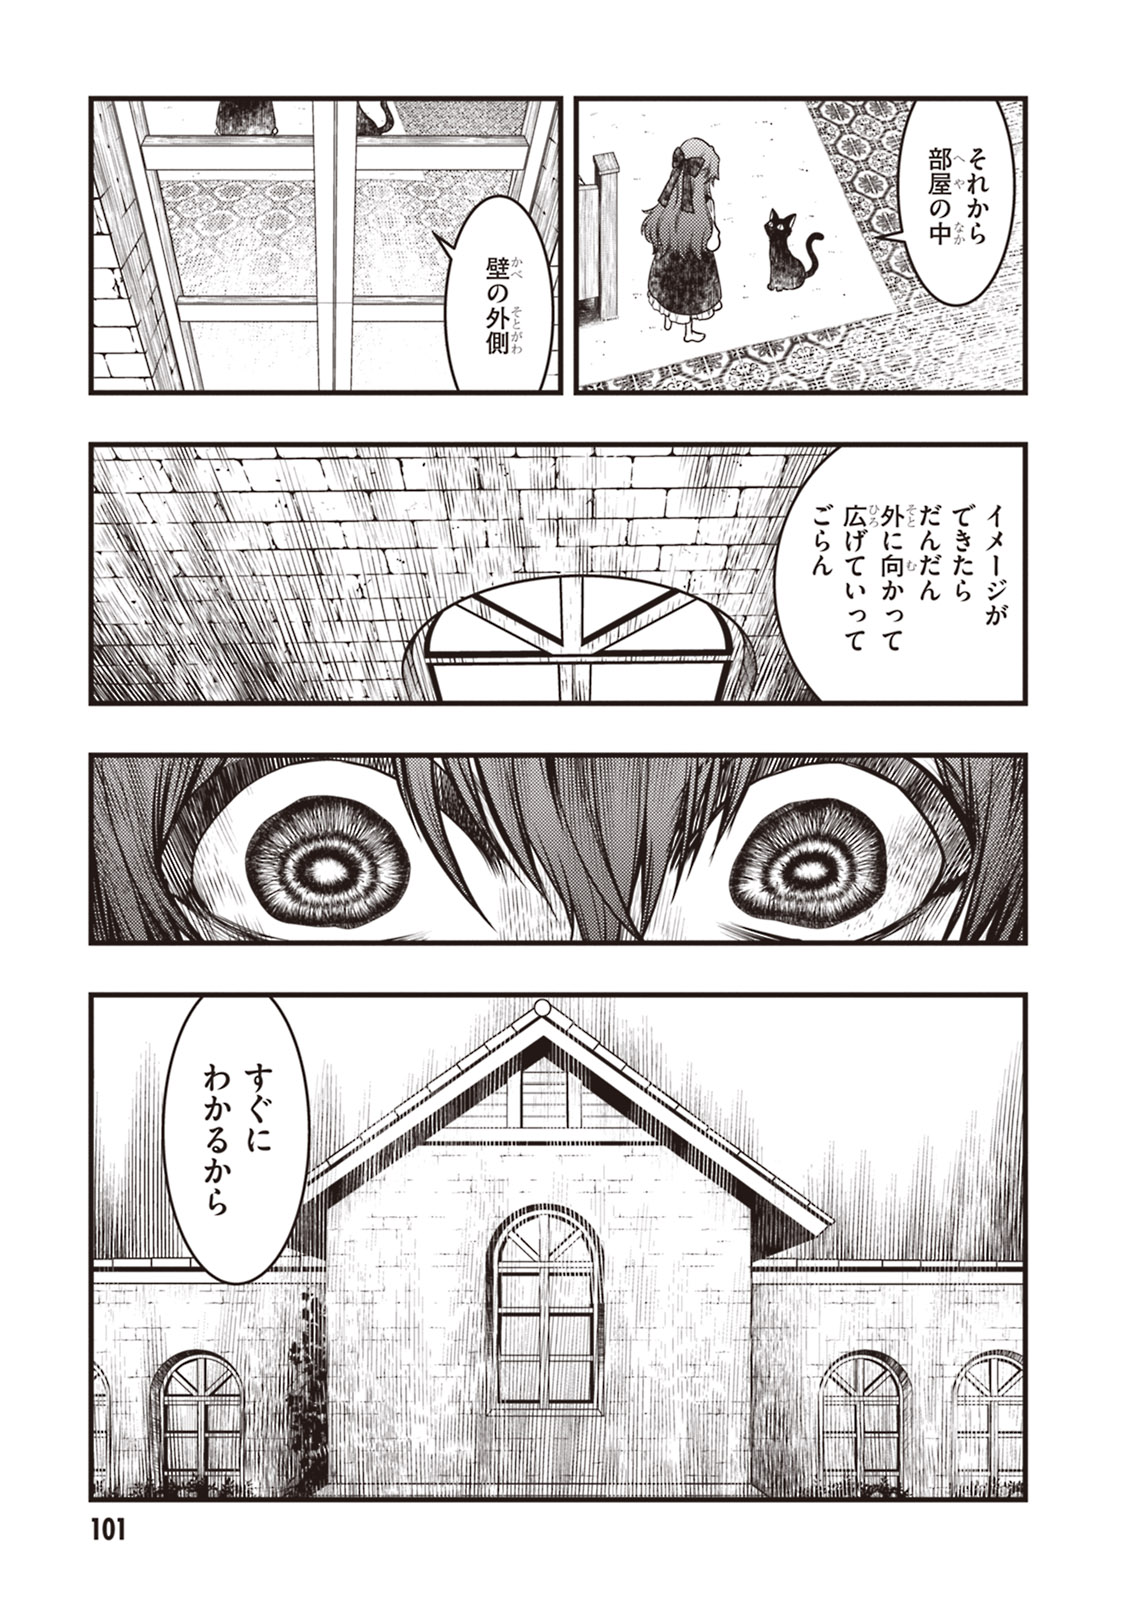 それから
部屋の中
壁の外側
イメージが
できたら
だんだん
外に向かって
広げていって
ごらん
すぐに
わかるから
101